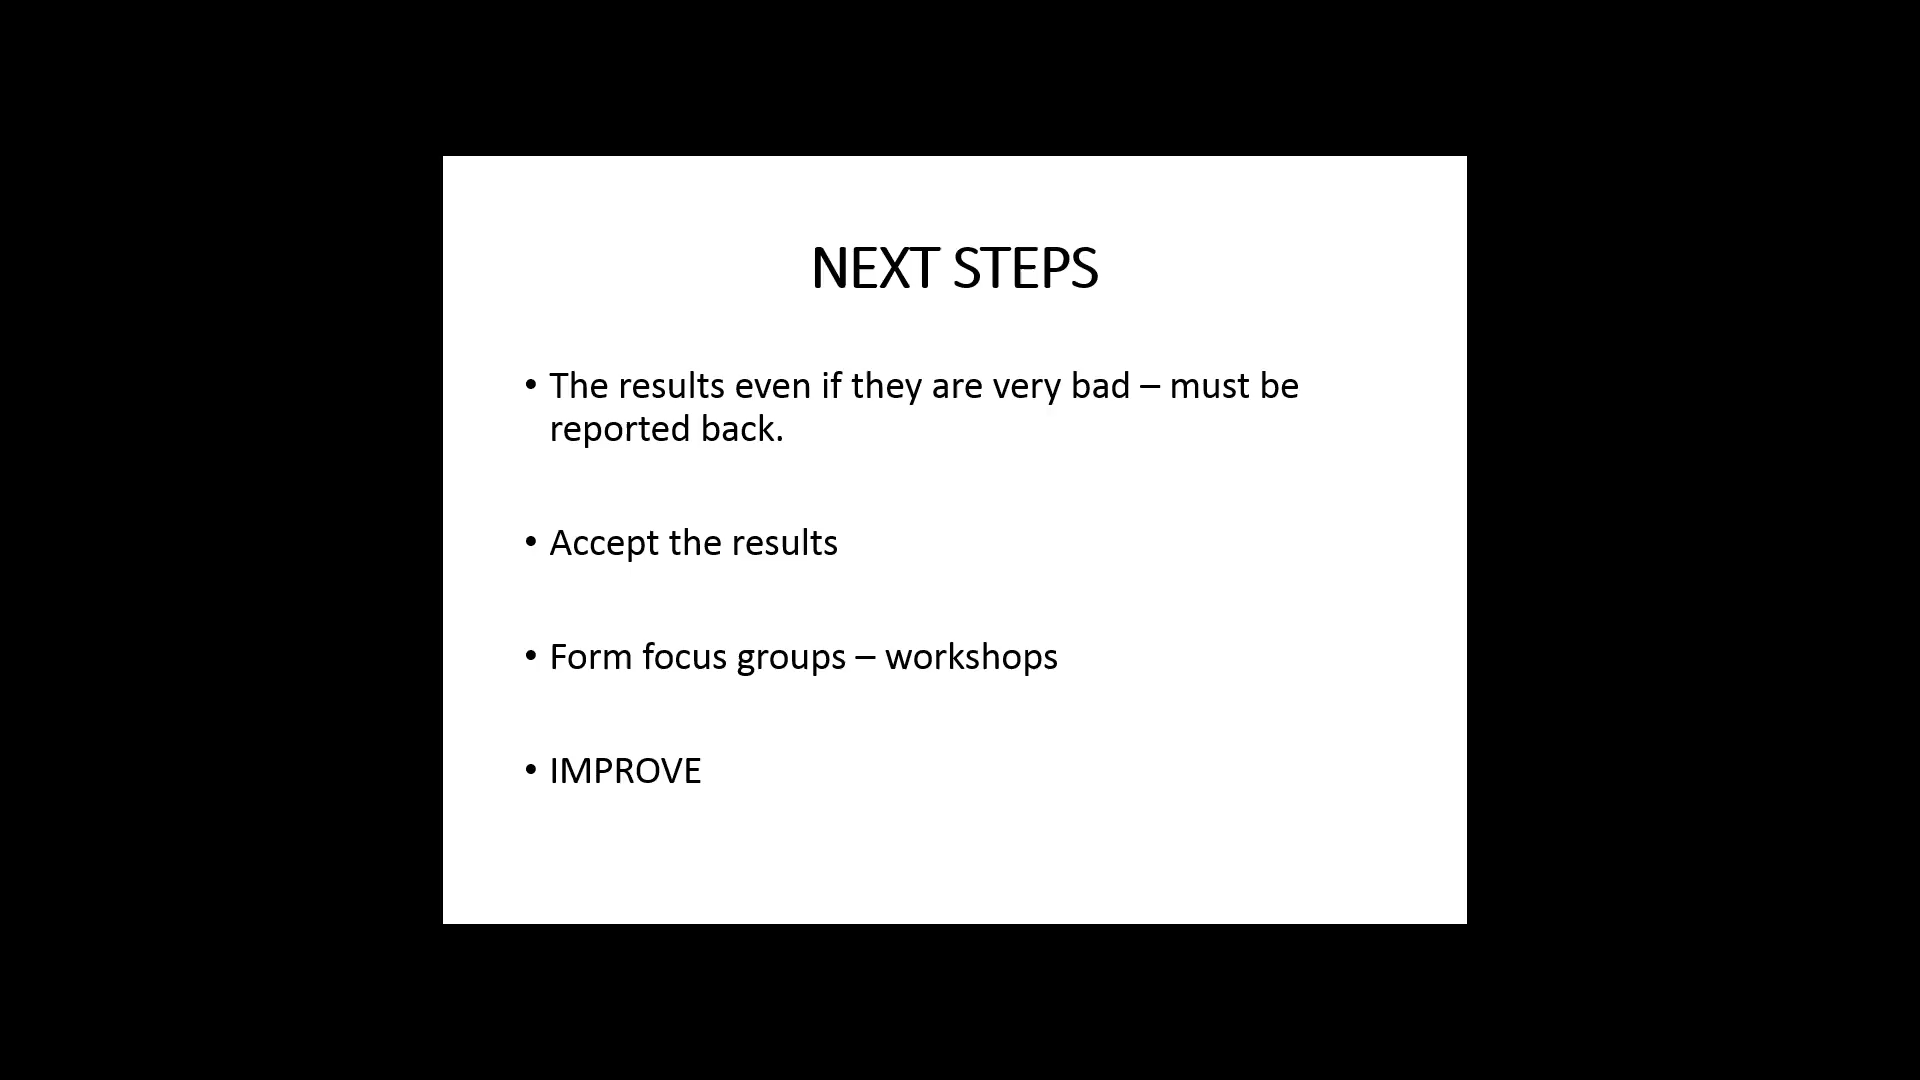 NEXT STEPS
• The results even if they are very bad – must be
reported back.
• Accept the results
• Form focus groups – workshops
• IMPROVE